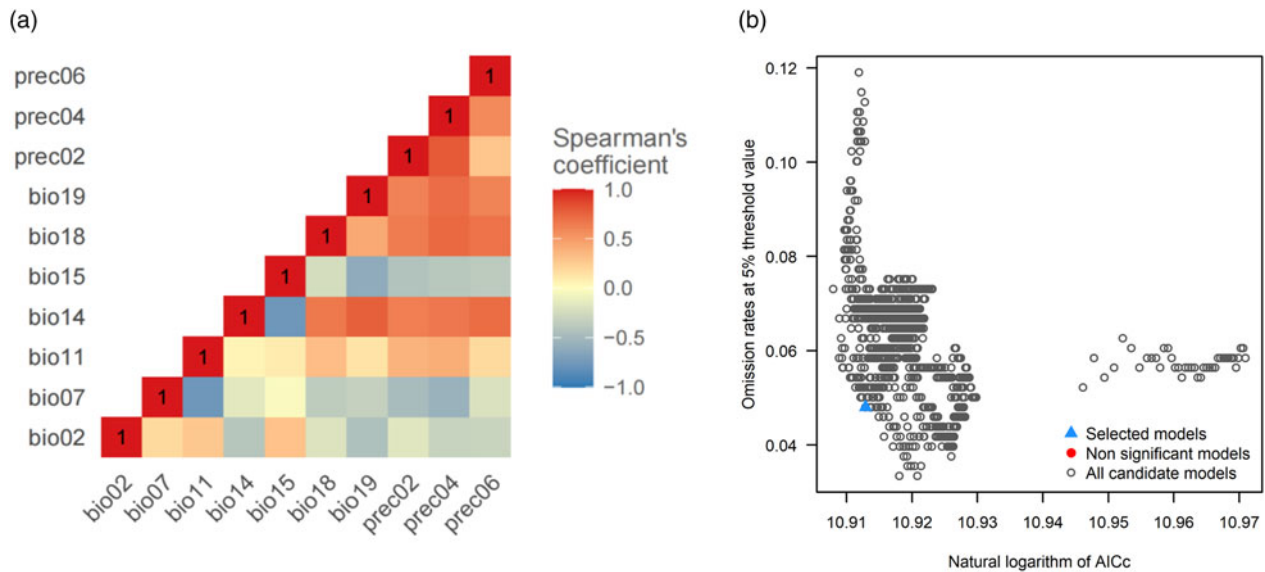 (a)
prec06
prec04
prec02
bio19
bio18
bio15
bio14
bio11
bio07
bio02
1
1
1
1
1
1
1
1
1
1
bio02
bio07
bio11
bio14
bio15
bio18
bio19
prec02
prec04
prec06
Spearman's
coefficient
1.0
0.5
0.0
−0.5
−1.0
(b)
Omission rates at 5% threshold value
0.12
0.10
0.08
0.06
0.04
Selected models
Non significant models
All candidate models
10.91 10.92 10.93 10.94 10.95 10.96 10.97
Natural logarithm of AICc